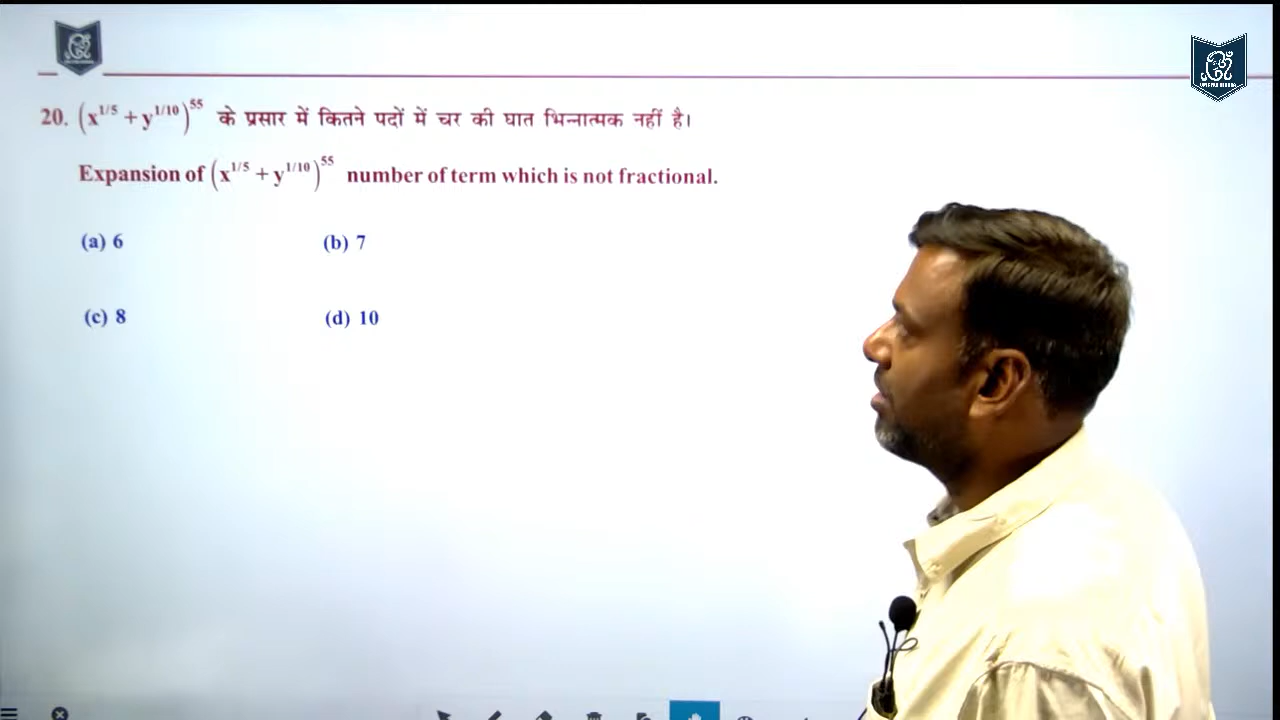 20. (x^1/5 + y^1/10)^55 के प्रसार में कितने पदों में चर की घात भिन्नात्मक नहीं है।
Expansion of (x^1/5 + y^1/10)^55 number of term which is not fractional.
(a) 6 (b) 7
(c) 8 (d) 10